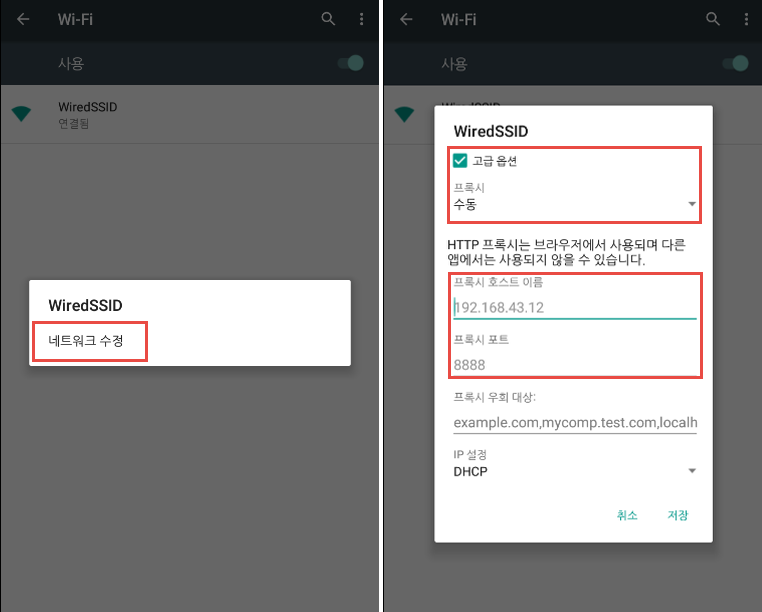 Wi-Fi
사용
WiredSSID
연결됨
WiredSSID
네트워크 수정
Wi-Fi
사용
WiredSSID
WiredSSID
고급 옵션
프록시
수동
HTTP 프록시는 브라우저에서 사용되며 다른
앱에서는 사용되지 않을 수 있습니다.
프록시 호스트 이름
192.168.43.12
프록시 포트
8888
프록시 우회 대상:
example.com,mycomp.test.com,localh
IP 설정
DHCP
취소
저장